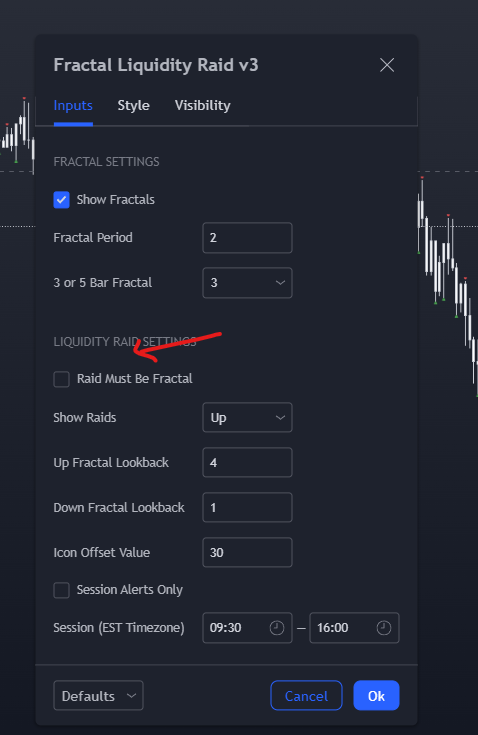 Fractal Liquidity Raid v3
Inputs Style Visibility
FRACTAL SETTINGS
Show Fractals
Fractal Period 2
3 or 5 Bar Fractal 3
LIQUIDITY RAID SETTINGS
Raid Must Be Fractal
Show Raids Up
Up Fractal Lookback 4
Down Fractal Lookback 1
Icon Offset Value 30
Session Alerts Only
Session (EST Timezone) 09:30 — 16:00
Defaults Cancel Ok